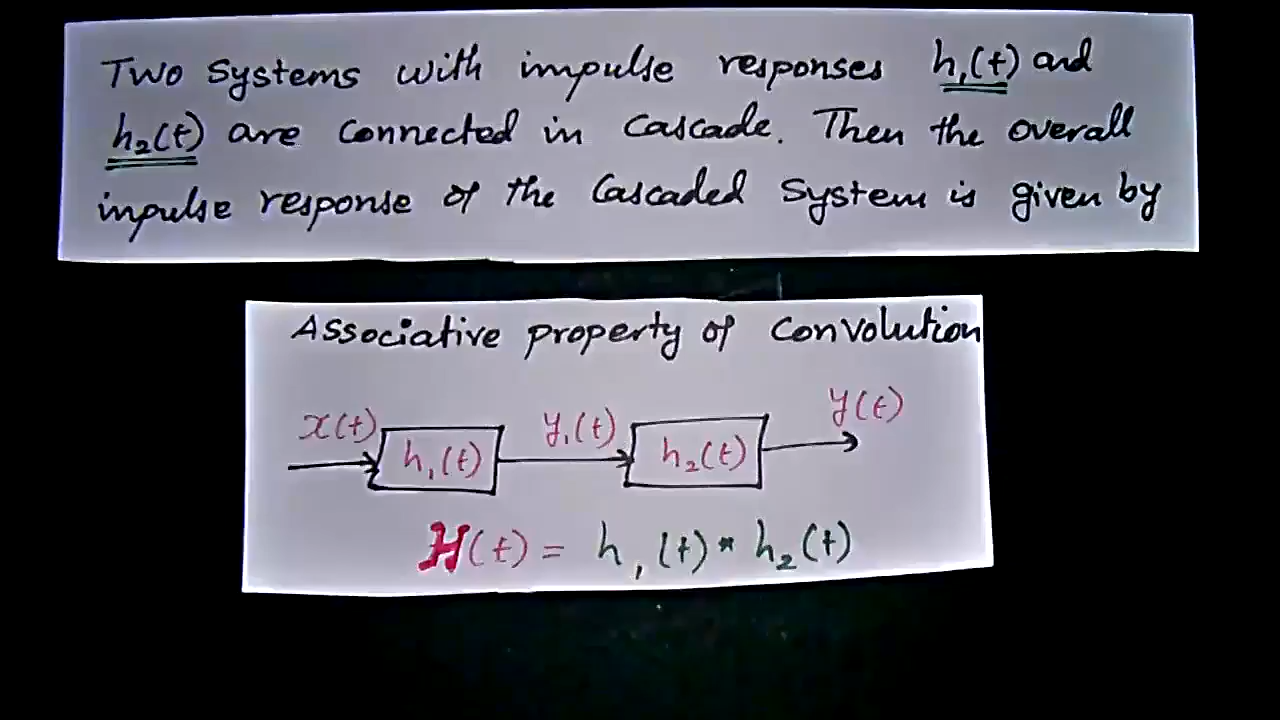 Two Systems with impulse responses h₁(t) and
h₂(t) are connected in cascade. Then the overall
impulse response of the Cascaded System is given by
Associative property of Convolution
x(t) h₁(t) y₁(t) h₂(t) y(t)
H(t) = h₁(t) * h₂(t)